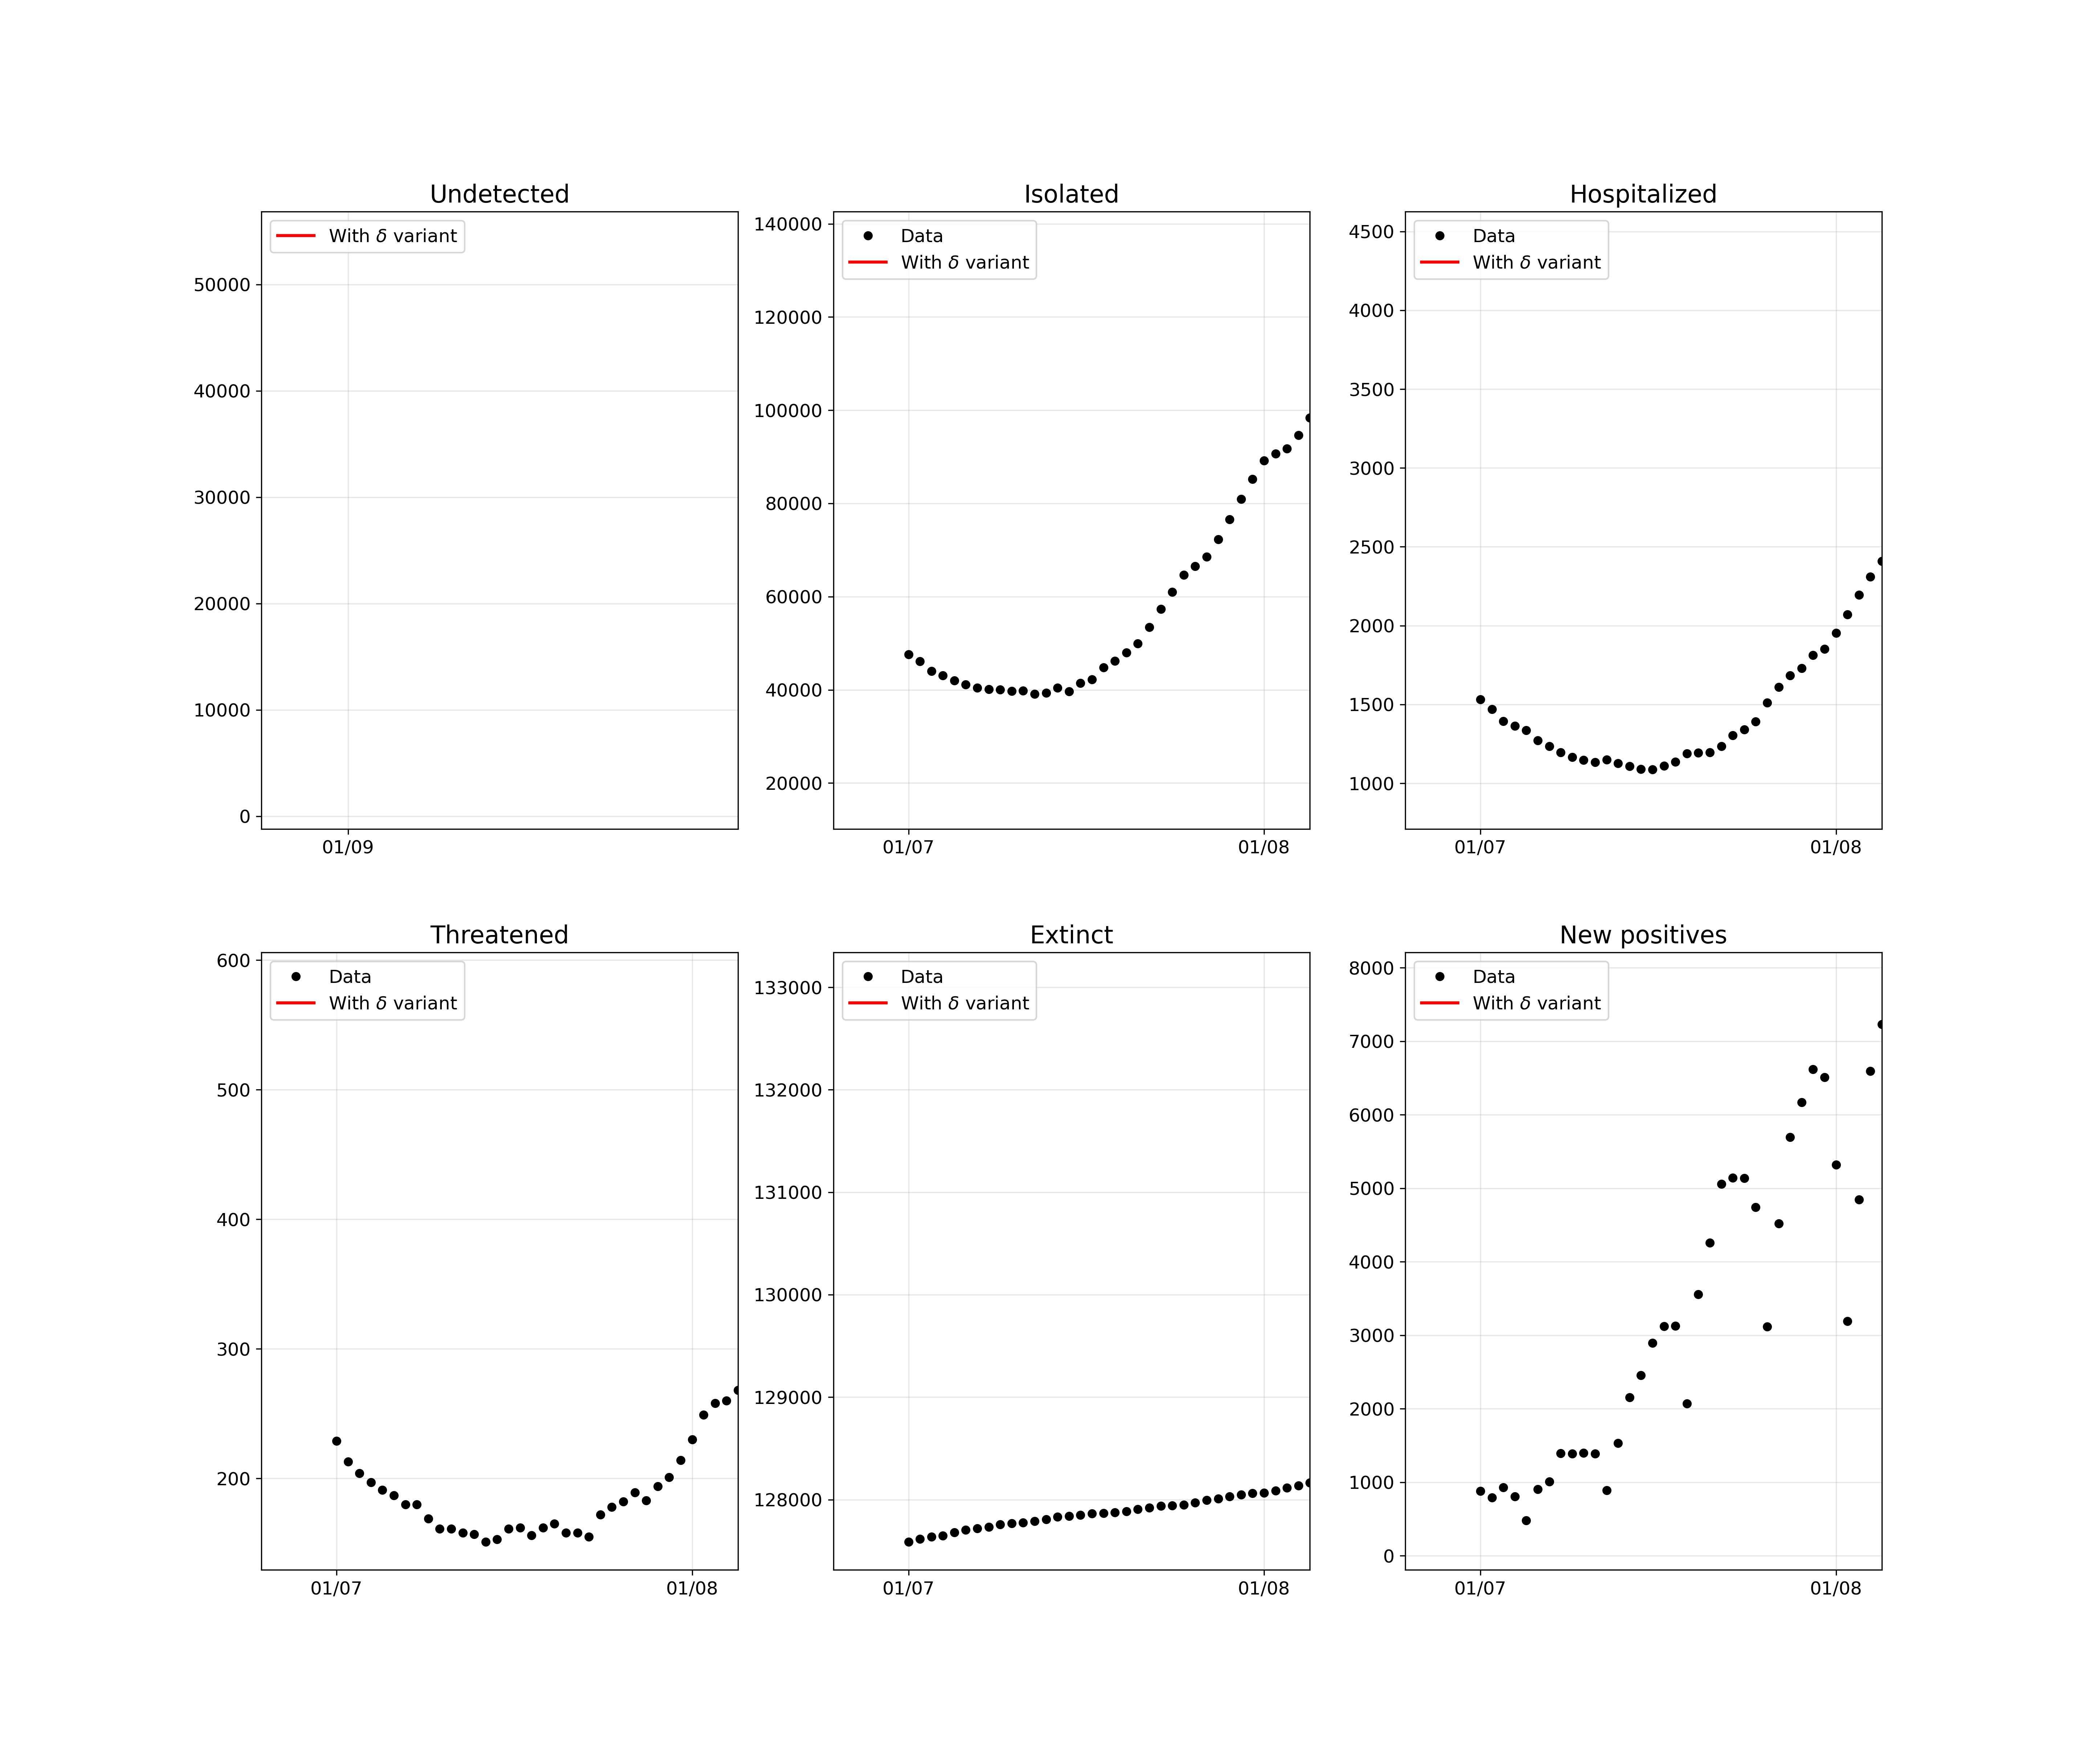 Undetected
With δ variant
50000
40000
30000
20000
10000
0
01/09
Isolated
Data
With δ variant
140000
120000
100000
80000
60000
40000
20000
01/07 01/08
Hospitalized
Data
With δ variant
4500
4000
3500
3000
2500
2000
1500
1000
01/07 01/08
Threatened
Data
With δ variant
600
500
400
300
200
01/07 01/08
Extinct
Data
With δ variant
133000
132000
131000
130000
129000
128000
01/07 01/08
New positives
Data
With δ variant
8000
7000
6000
5000
4000
3000
2000
1000
0
01/07 01/08